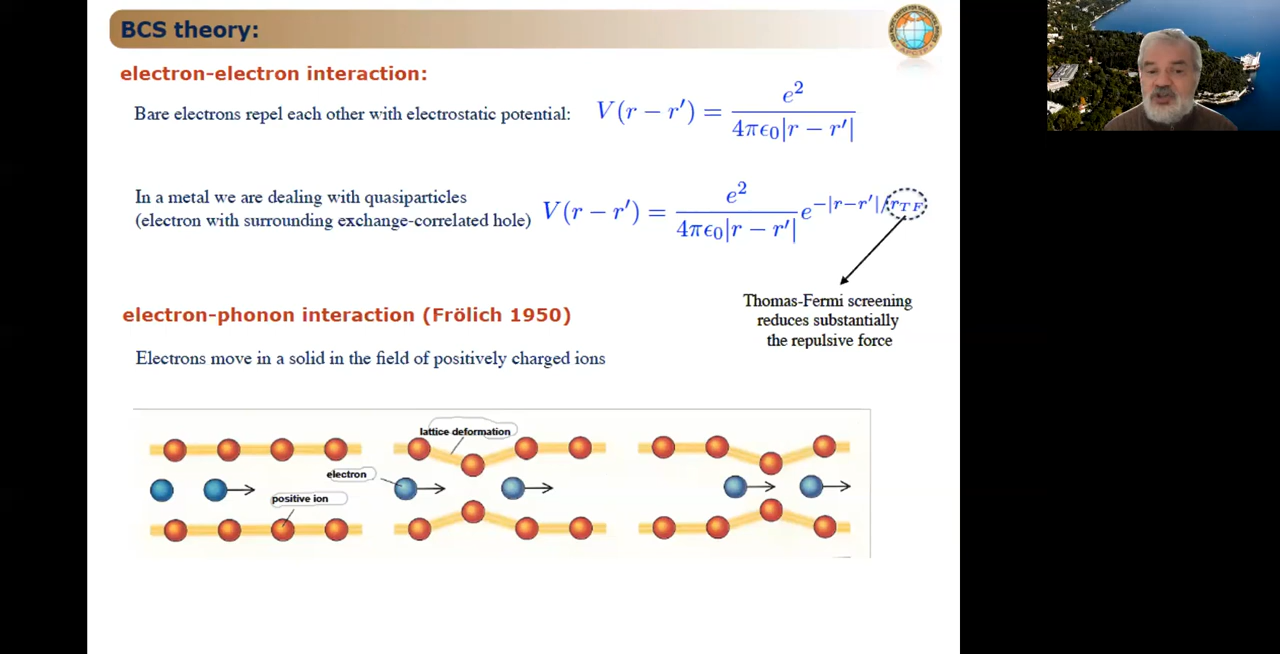 BCS theory:
electron-electron interaction:
Bare electrons repel each other with electrostatic potential: V(r − r′) = e² / 4πϵ₀|r − r′|
In a metal we are dealing with quasiparticles
(electron with surrounding exchange-correlated hole) V(r − r′) = e² / 4πϵ₀|r − r′| e^−|r−r′|/r_TF
Thomas-Fermi screening
reduces substantially
the repulsive force
electron-phonon interaction (Frölich 1950)
Electrons move in a solid in the field of positively charged ions
lattice deformation
electron
positive ion